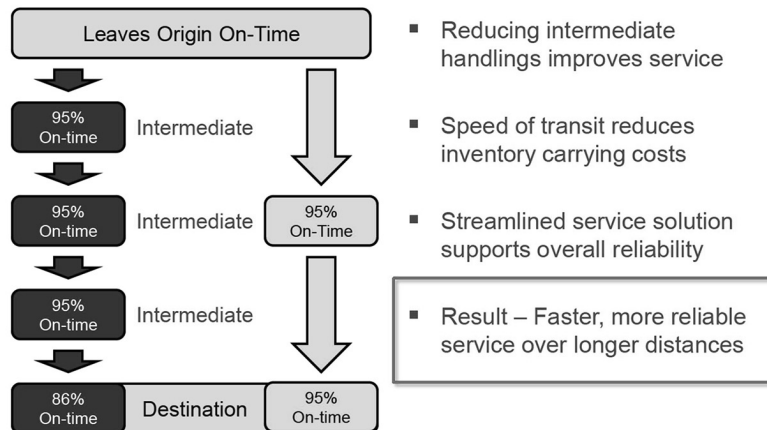 Leaves Origin On-Time
95%
On-time
Intermediate
95%
On-time
Intermediate
95%
On-Time
95%
On-time
Intermediate
86%
On-time
Destination
95%
On-time
▪ Reducing intermediate
handlings improves service
▪ Speed of transit reduces
inventory carrying costs
▪ Streamlined service solution
supports overall reliability
▪ Result – Faster, more reliable
service over longer distances